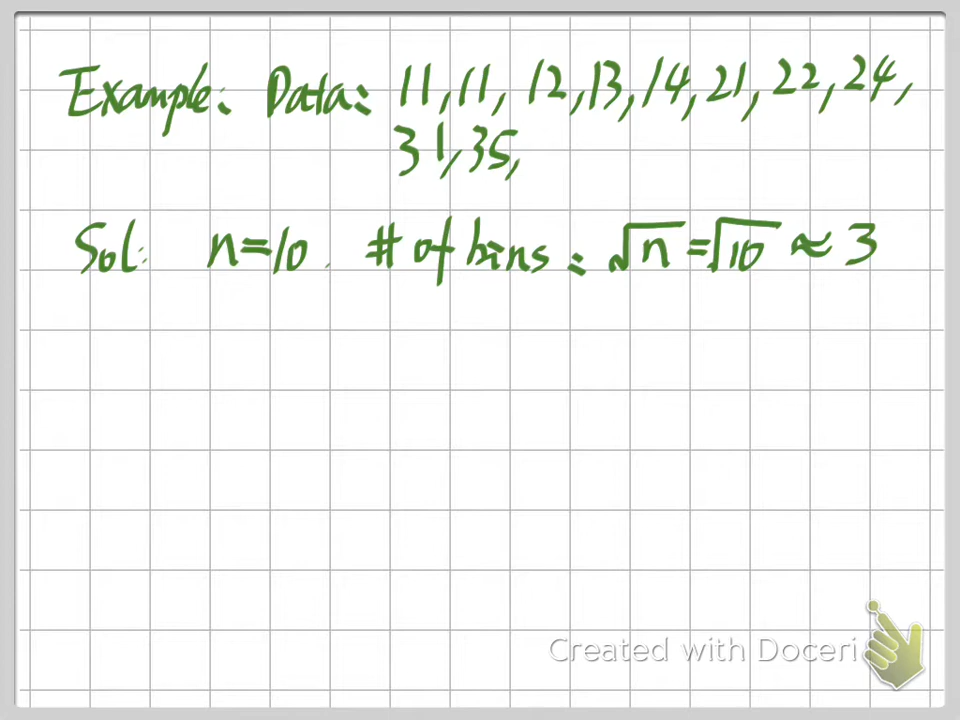 Example: Data: 11, 11, 12, 13, 14, 21, 22, 24,
31, 35,
Sol: n=10. # of bins: √n = √10 ≈ 3
Created with Doceri